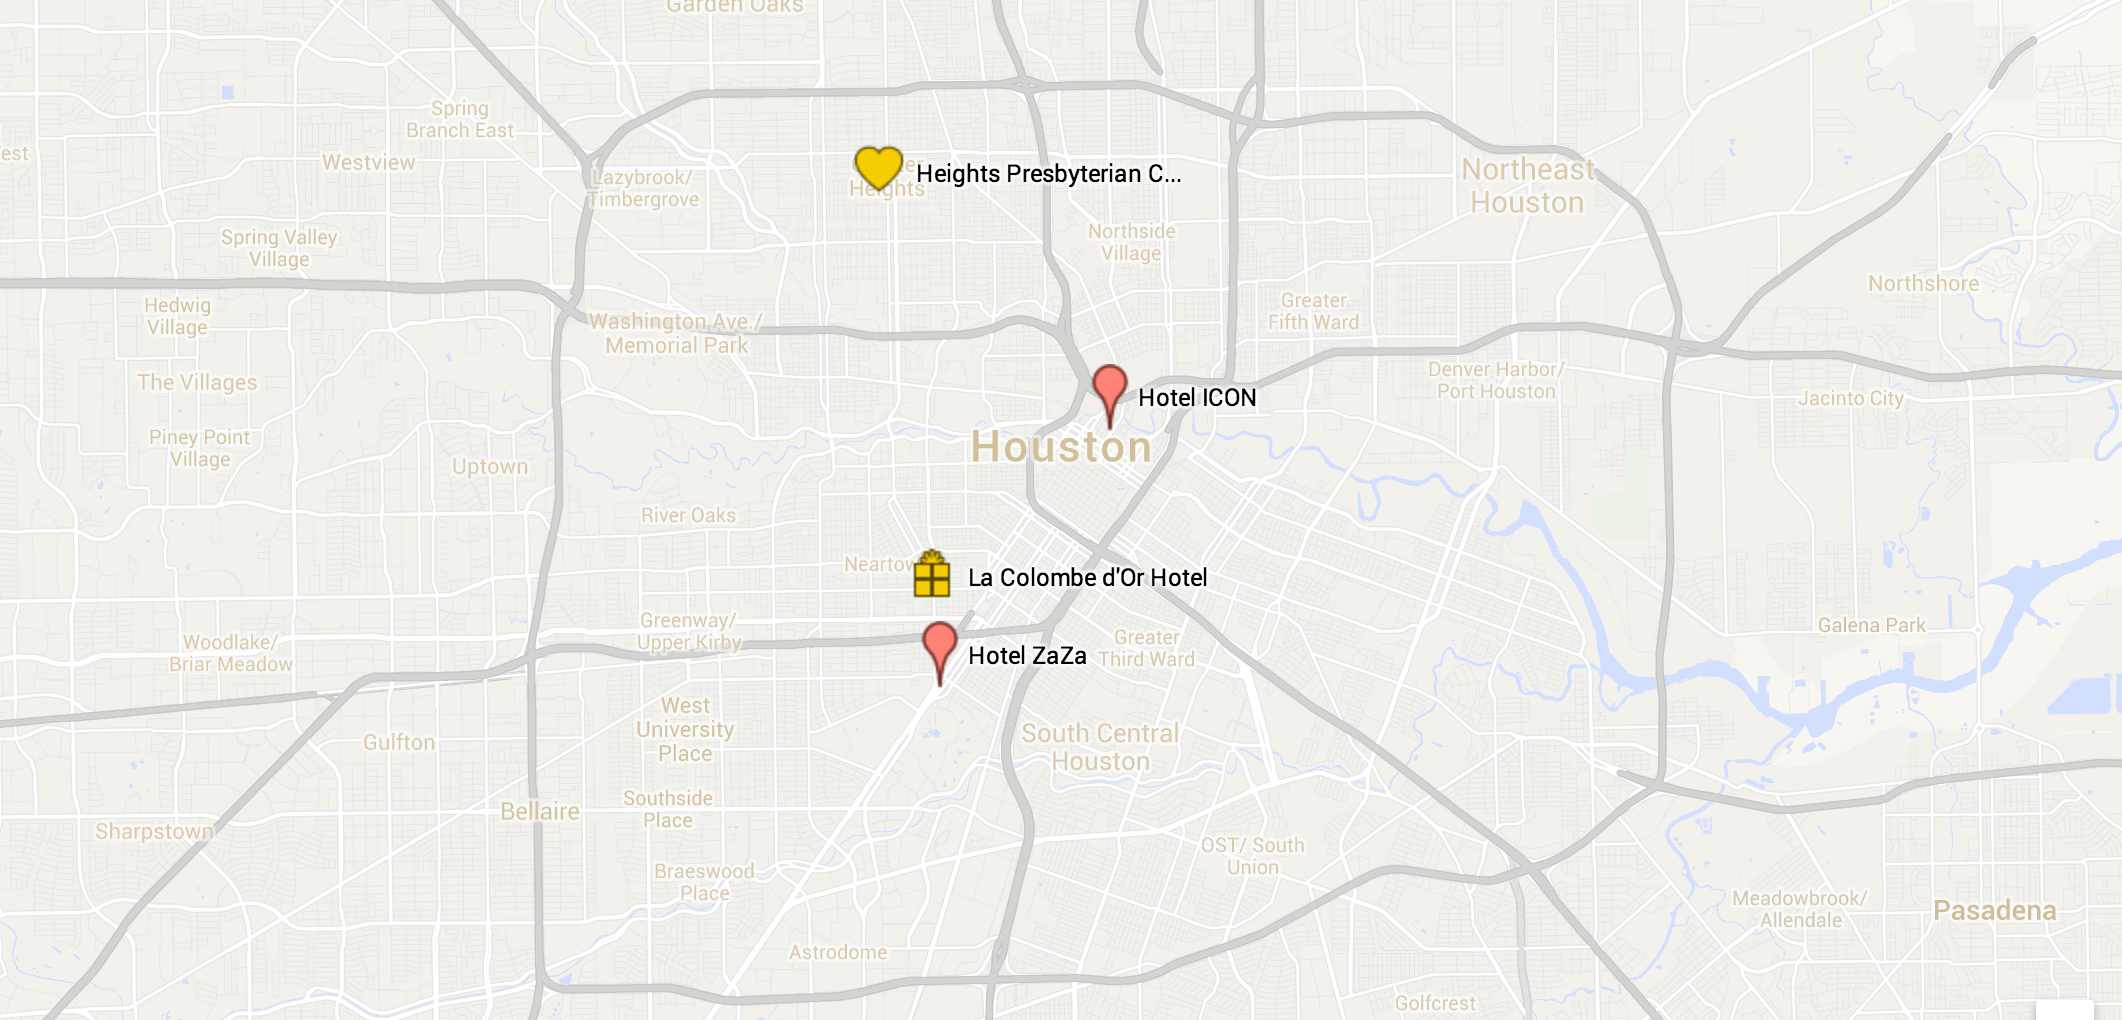 Garden Oaks
Spring
Branch East
est
Westview
Lazybrook/
Timbergrove
Heights
Heights Presbyterian C...
Northeast
Houston
Northside
Village
Spring Valley
Village
Northshore
Hedwig
Village
Washington Ave./
Memorial Park
Greater
Fifth Ward
The Villages
Hotel ICON
Denver Harbor/
Port Houston
Jacinto City
Piney Point
Village
Uptown
Houston
River Oaks
Neartow
La Colombe d'Or Hotel
Greenway/
Upper Kirby
Woodlake/
Briar Meadow
Hotel ZaZa
Greater
Third Ward
Galena Park
West
University
Place
Gulfton
South Central
Houston
Southside
Place
Bellaire
Sharpstown
OST/ South
Union
Braeswood
Place
Meadowbrook/
Allendale
Pasadena
Astrodome
Golfcrest